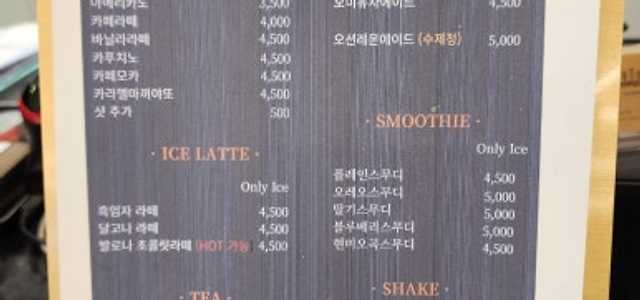 아메리카노 3,500
카페라떼 4,000
바닐라라떼 4,500
카푸치노 4,500
카페모카 4,500
카라멜마끼아또 4,500
샷 추가 500
· ICE LATTE ·
Only Ice
흑임자 라떼 4,500
달고나 라떼 4,500
발로나 초콜릿라떼 (HOT 가능) 4,500
· TEA ·
오미유자에이드 4,500
오션레몬에이드 (수제청) 5,000
· SMOOTHIE ·
Only Ice
플레인스무디 4,500
오레오스무디 5,000
딸기스무디 5,000
블루베리스무디 5,000
현미오곡스무디 4,500
· SHAKE ·